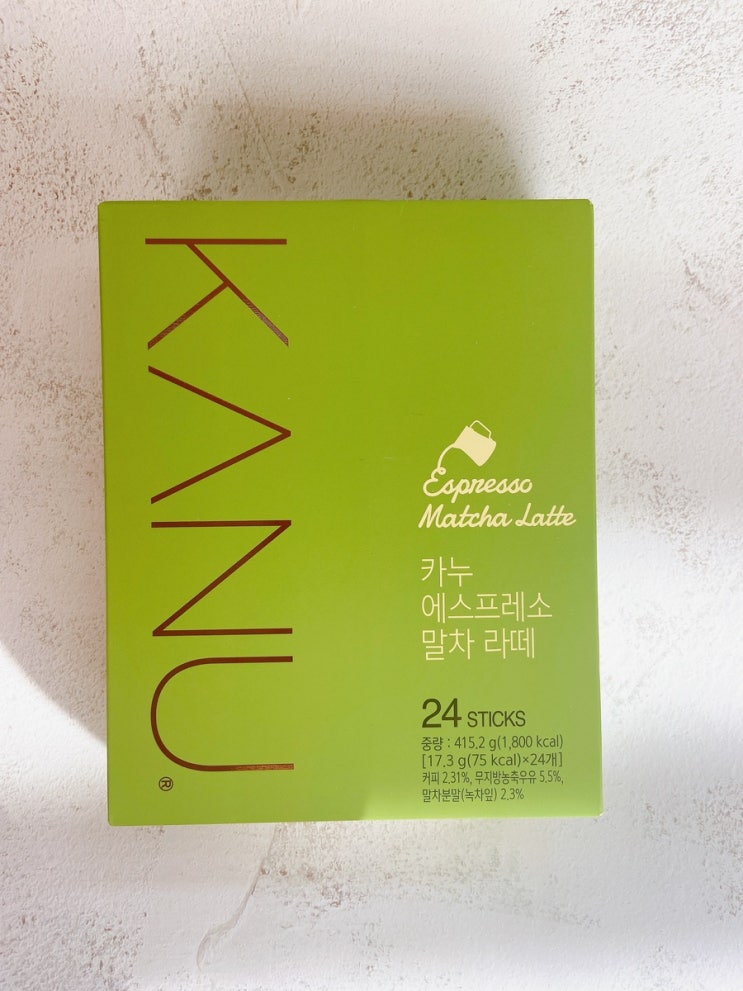 KANU®
Espresso
Matcha Latte
카누
에스프레소
말차 라떼
24 STICKS
중량 : 415.2 g(1,800 kcal)
[17.3 g(75 kcal)×24개]
커피 2.31%, 무지방농축우유 5.5%,
말차분말(녹차잎) 2.3%